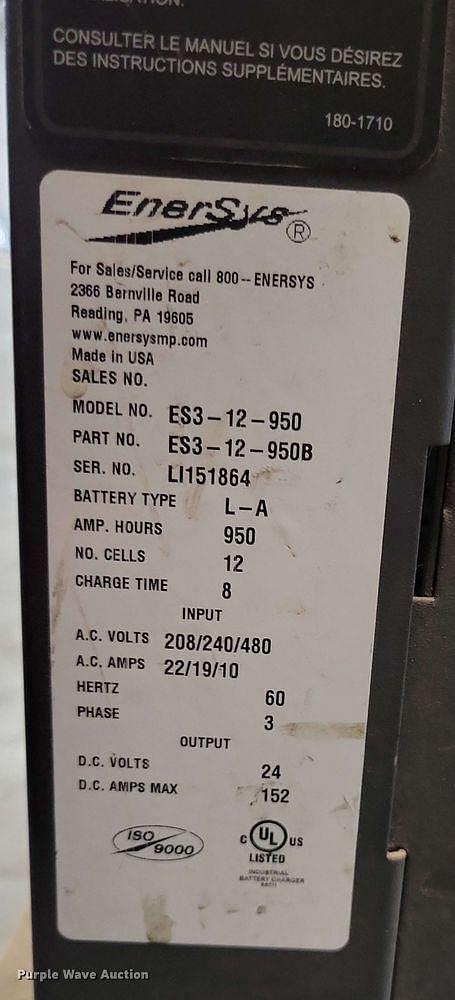 CONSULTER LE MANUEL SI VOUS DÉSIREZ
DES INSTRUCTIONS SUPPLÉMENTAIRES.
180-1710
EnerSys ®
For Sales/Service call 800--ENERSYS
2366 Bernville Road
Reading, PA 19605
www.enersysmp.com
Made in USA
SALES NO.
MODEL NO. ES3-12-950
PART NO. ES3-12-950B
SER. NO. LI151864
BATTERY TYPE L-A
AMP. HOURS 950
NO. CELLS 12
CHARGE TIME 8
INPUT
A.C. VOLTS 208/240/480
A.C. AMPS 22/19/10
HERTZ 60
PHASE 3
OUTPUT
D.C. VOLTS 24
D.C. AMPS MAX 152
ISO 9000
C UL US
LISTED
INDUSTRIAL
BATTERY CHARGER
Purple Wave Auction